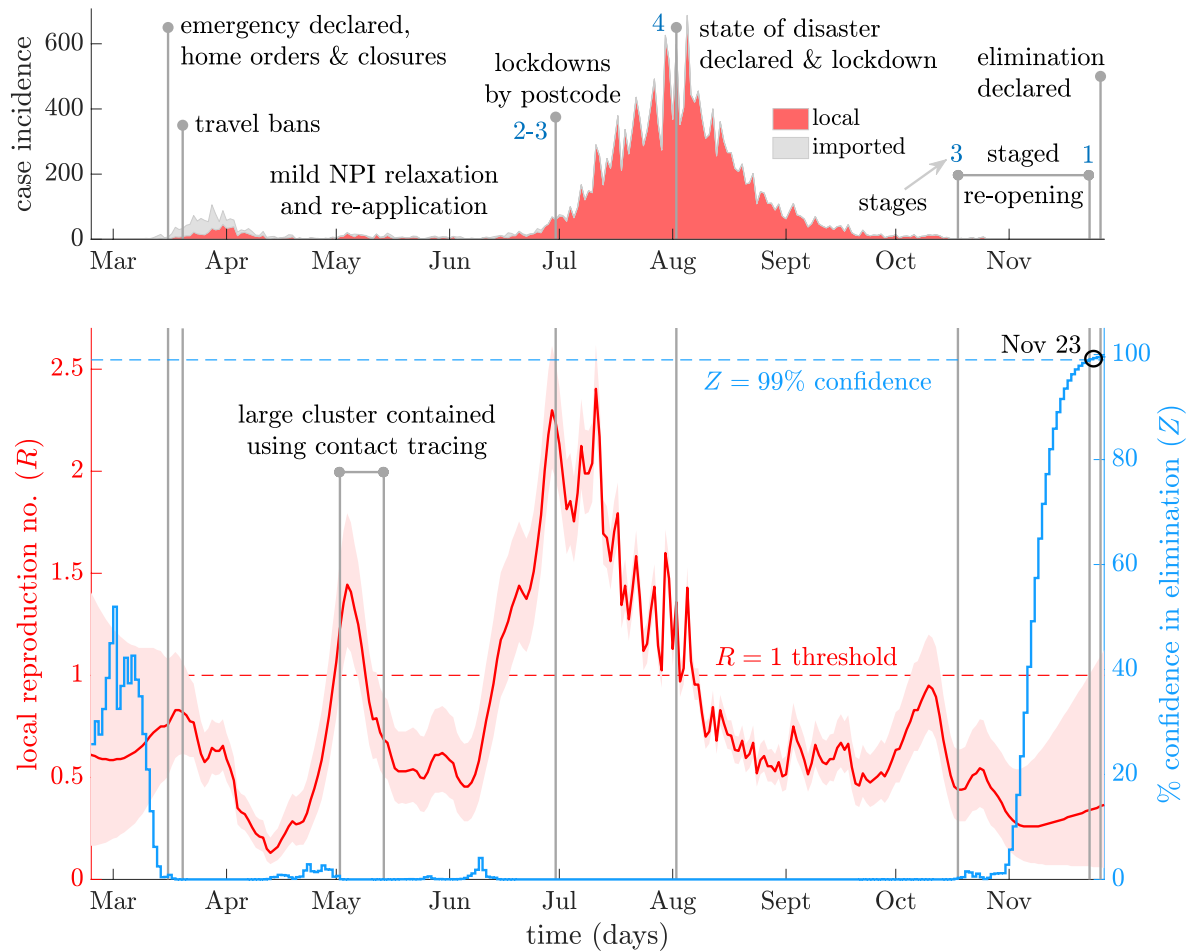 case incidence
600
400
200
0
emergency declared,
home orders & closures
travel bans
mild NPI relaxation
and re-application
lockdowns
by postcode
2-3
4
state of disaster
declared & lockdown
local
imported
elimination
declared
3
staged
1
re-opening
stages
Mar
Apr
May
Jun
Jul
Aug
Sept
Oct
Nov
local reproduction no. (R)
2.5
2
1.5
1
0.5
0
large cluster contained
using contact tracing
Z = 99% confidence
Nov 23
R = 1 threshold
100
80
60
40
20
0
% confidence in elimination (Z)
Mar
Apr
May
Jun
Jul
Aug
Sept
Oct
Nov
time (days)